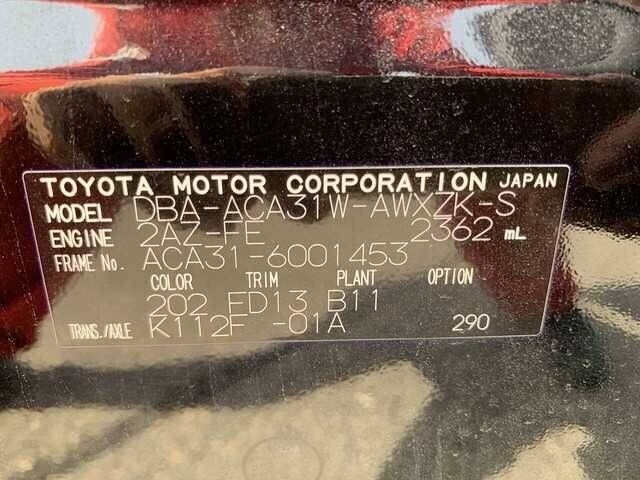 TOYOTA MOTOR CORPORATION JAPAN
MODEL DBA-ACA31W-AWXZK-S
ENGINE 2AZ-FE 2362 mL
FRAME No. ACA31-6001453
COLOR TRIM PLANT OPTION
202 FD13 B11
TRANS./AXLE K112F -01A 290